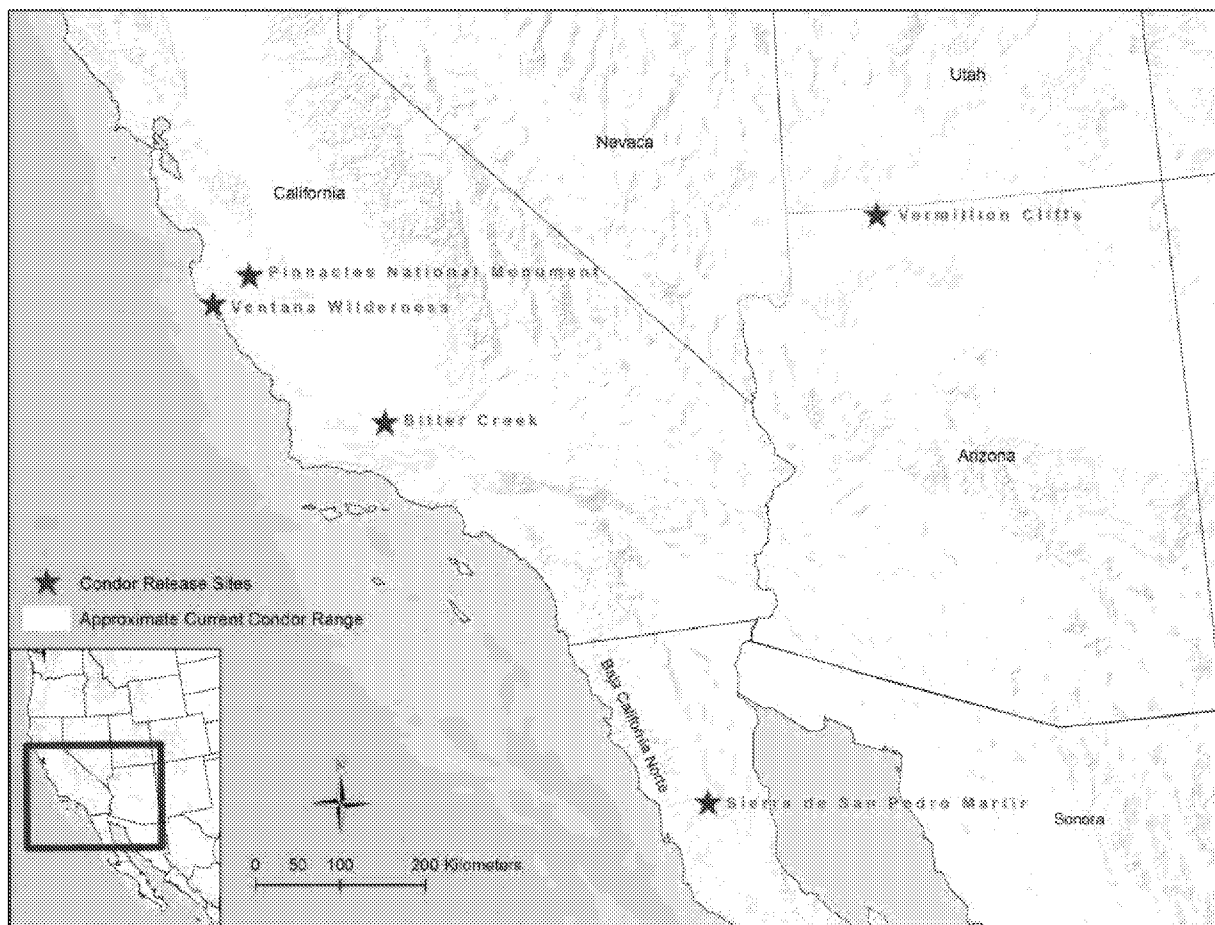 Utah
Nevaca
California
Vermillion Cliffs
Pinnacles National Monument
Ventana Wilderness
Bitter Creek
Arizona
Condor Release Sites
Approximate Current Condor Range
Baja California Norte
Sierra de San Pedro Martir
Sonora
N
0 50 100 200 Kilometers